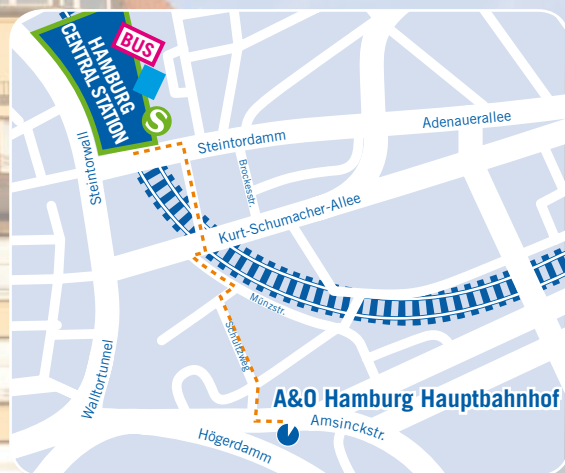 HAMBURG
CENTRAL STATION
BUS
S
Steintordamm
Adenauerallee
Steintorwall
Brockesstr.
Kurt-Schumacher-Allee
Münzstr.
Schultzweg
Walltortunnel
A&O Hamburg Hauptbahnhof
Amsinckstr.
Högerdamm